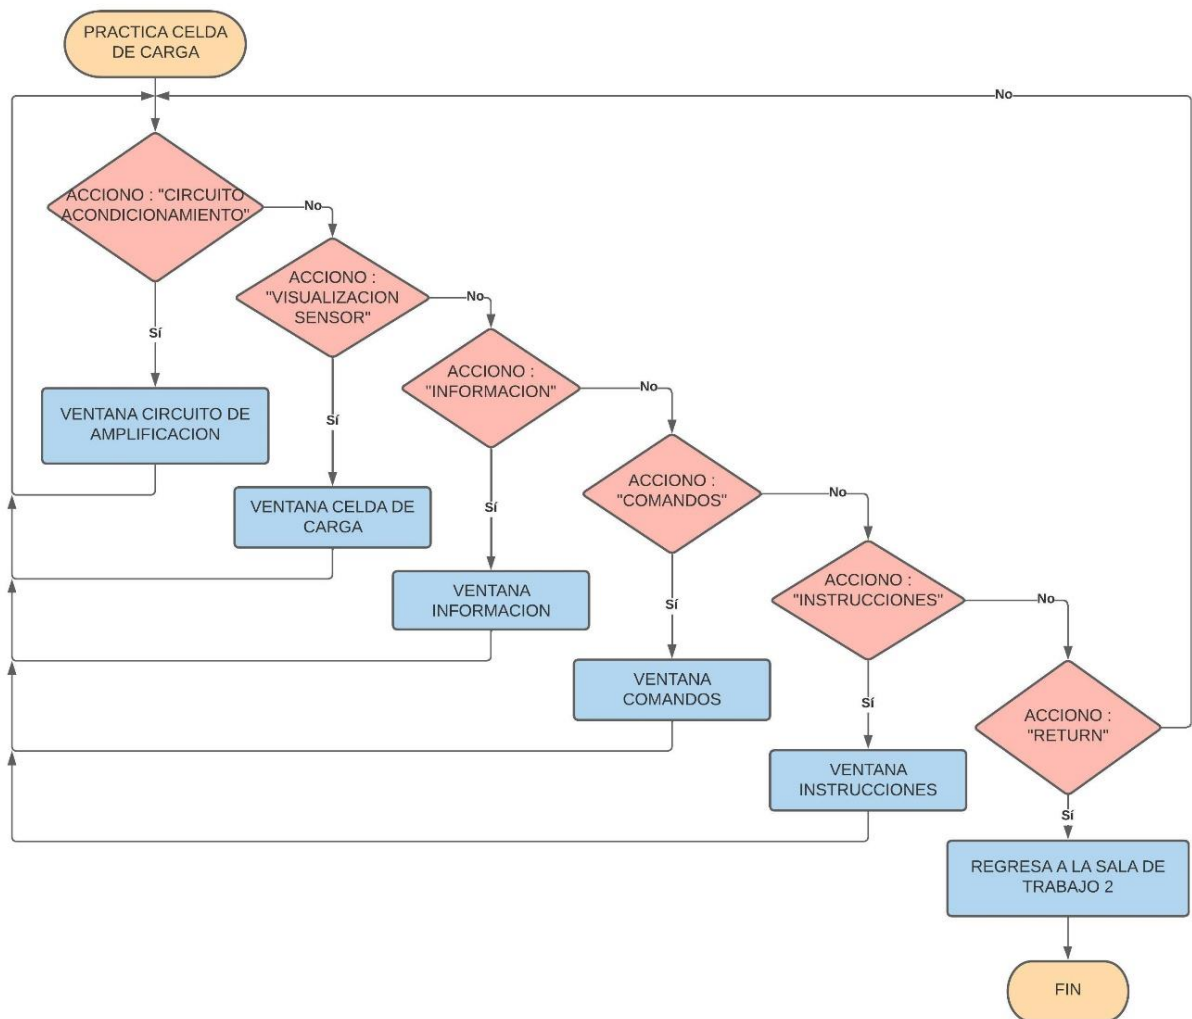 PRACTICA CELDA
DE CARGA
No
ACCIONO : "CIRCUITO
ACONDICIONAMIENTO"
No
Sí
VENTANA CIRCUITO DE
AMPLIFICACION
ACCIONO :
"VISUALIZACION
SENSOR"
No
Sí
VENTANA CELDA DE
CARGA
ACCIONO :
"INFORMACION"
No
Sí
VENTANA
INFORMACION
ACCIONO :
"COMANDOS"
No
Sí
VENTANA
COMANDOS
ACCIONO :
"INSTRUCCIONES"
No
Sí
VENTANA
INSTRUCCIONES
ACCIONO :
"RETURN"
Sí
REGRESA A LA SALA DE
TRABAJO 2
FIN